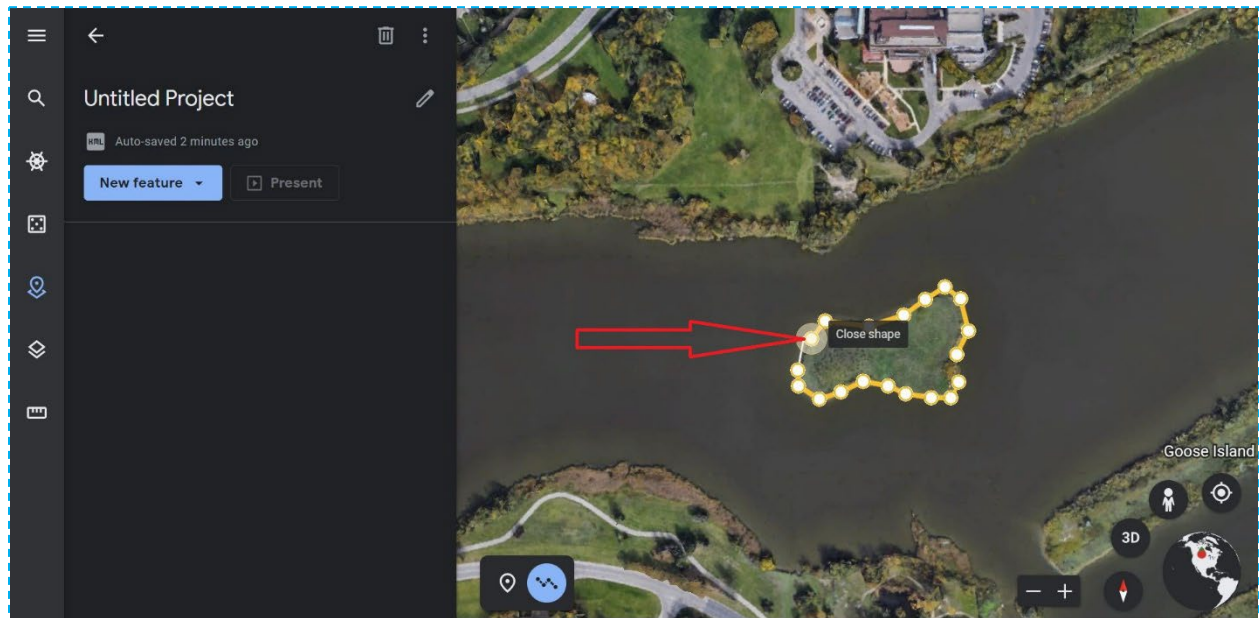 Untitled Project
KML Auto-saved 2 minutes ago
New feature
Present
Close shape
Goose Island
3D